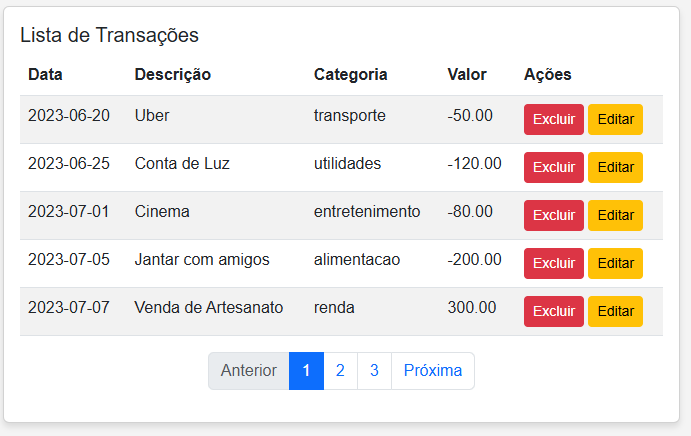 Lista de Transações
Data Descrição Categoria Valor Ações
2023-06-20 Uber transporte -50.00 Excluir Editar
2023-06-25 Conta de Luz utilidades -120.00 Excluir Editar
2023-07-01 Cinema entretenimento -80.00 Excluir Editar
2023-07-05 Jantar com amigos alimentacao -200.00 Excluir Editar
2023-07-07 Venda de Artesanato renda 300.00 Excluir Editar
Anterior 1 2 3 Próxima